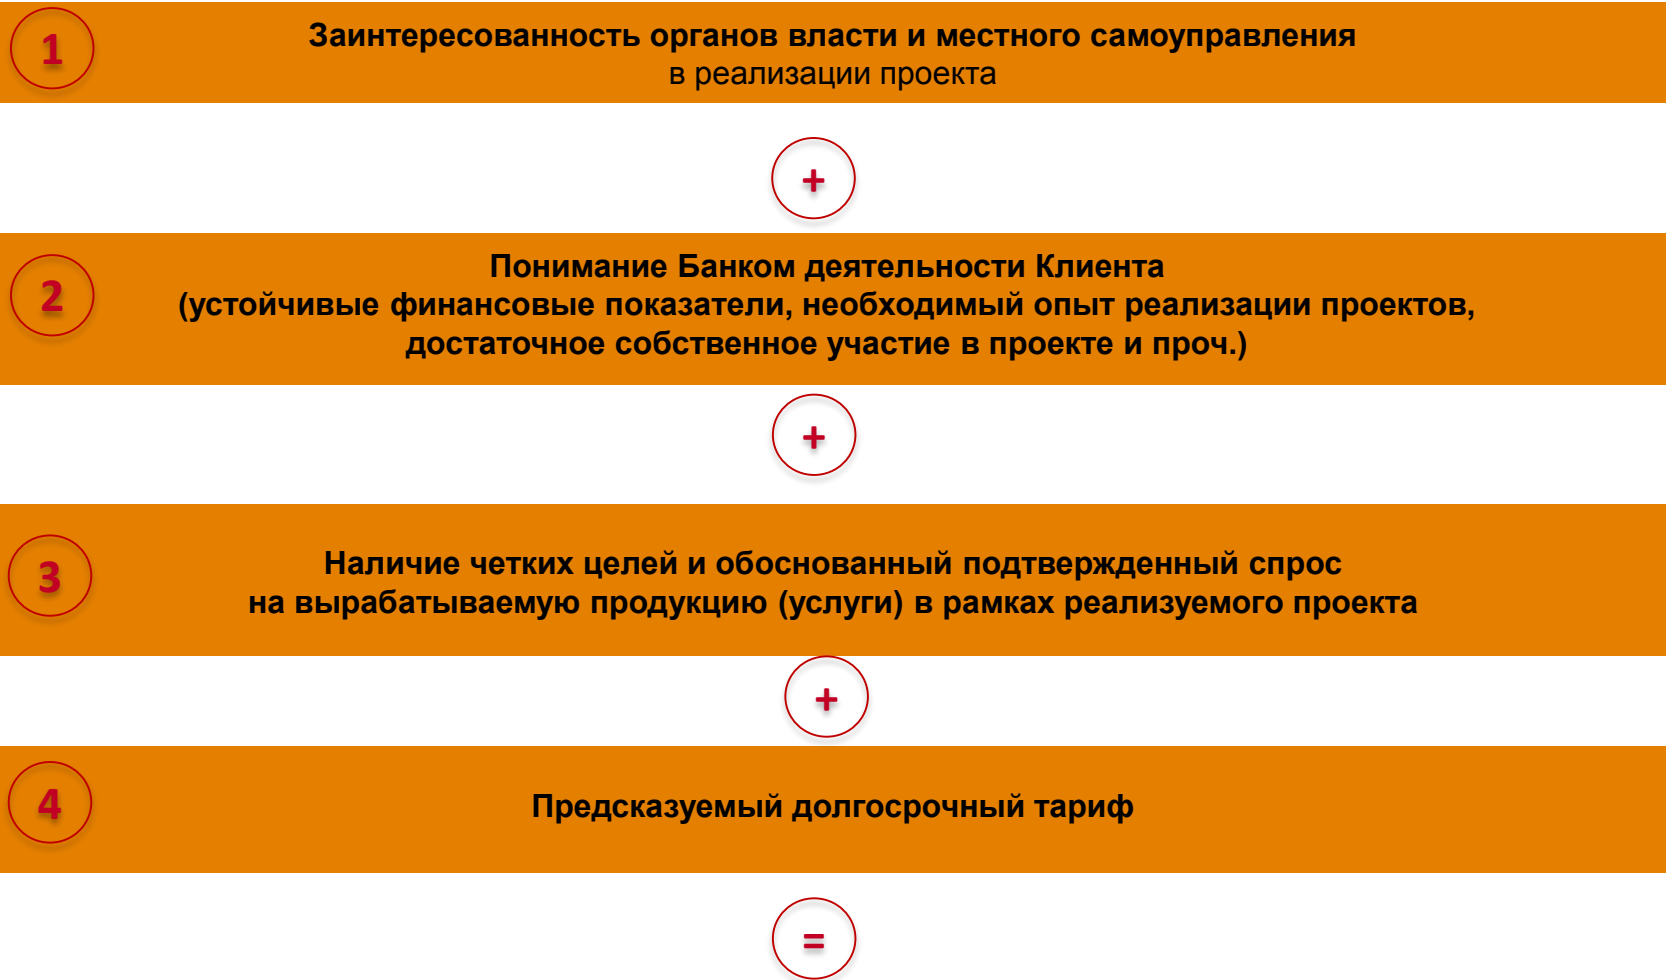 1
Заинтересованность органов власти и местного самоуправления
в реализации проекта
+
2
Понимание Банком деятельности Клиента
(устойчивые финансовые показатели, необходимый опыт реализации проектов,
достаточное собственное участие в проекте и проч.)
+
3
Наличие четких целей и обоснованный подтвержденный спрос
на вырабатываемую продукцию (услуги) в рамках реализуемого проекта
+
4
Предсказуемый долгосрочный тариф
=